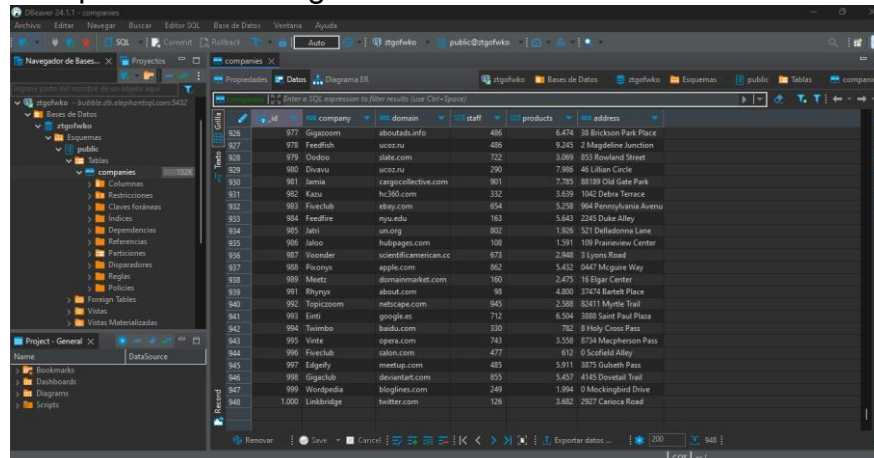 DBeaver 24.1.1 - companies
Archivo Editar Navegar Buscar Editor SQL Base de Datos Ventana Ayuda
SQL Commit Rollback Auto ztgofwko public@ztgofwko
Navegador de Bases... Proyectos
companies
Propiedades Datos Diagrama ER ztgofwko Bases de Datos ztgofwko Esquemas public Tablas compani
Ingrese parte del nombre de un objeto aquí
companies Enter a SQL expression to filter results (use Ctrl+Space)
ztgofwko - bubble.db.elephantsql.com:5432
Bases de Datos
ztgofwko
Esquemas
public
Tablas
companies 152K
Columnas
Restricciones
Claves foráneas
Índices
Dependencias
Referencias
Particiones
Disparadores
Reglas
Policies
Foreign Tables
Vistas
Vistas Materializadas
Project - General
Name DataSource
Bookmarks
Dashboards
Diagrams
Scripts
Grilla
Texto
Record
id company domain staff products address
926 977 Gigazoom aboutads.info 486 6.474 38 Brickson Park Place
927 978 Feedfish ucoz.ru 486 9.245 2 Magdeline Junction
928 979 Oodoo slate.com 722 3.069 853 Rowland Street
929 980 Divavu ucoz.ru 290 7.986 46 Lillian Circle
930 981 Jamia cargocollective.com 901 7.785 88189 Old Gate Park
931 982 Kazu hc360.com 332 3.639 1042 Debra Terrace
932 983 Fiveclub ebay.com 654 5.258 964 Pennsylvania Avenu
933 984 Feedfire nyu.edu 163 5.643 2245 Duke Alley
934 985 Jatri un.org 802 1.926 521 Delladonna Lane
935 986 Jaloo hubpages.com 108 1.591 109 Prairieview Center
936 987 Voonder scientificamerican.cc 673 2.948 3 Lyons Road
937 988 Pixonyx apple.com 862 5.432 0447 Mcguire Way
938 989 Meetz domainmarket.com 160 2.475 16 Elgar Center
939 991 Rhynyx about.com 98 4.800 37474 Bartelt Place
940 992 Topiczoom netscape.com 945 2.588 82411 Myrtle Trail
941 993 Einti google.es 712 6.504 3888 Saint Paul Plaza
942 994 Twimbo baidu.com 330 782 8 Holy Cross Pass
943 995 Vinte opera.com 743 3.558 8734 Macpherson Pass
944 996 Fiveclub salon.com 477 612 0 Scofield Alley
945 997 Edgeify meetup.com 485 5.911 3875 Gulseth Pass
946 998 Gigaclub deviantart.com 855 5.457 4145 Dovetail Trail
947 999 Wordpedia bloglines.com 249 1.994 0 Mockingbird Drive
948 1.000 Linkbridge twitter.com 126 3.682 2927 Carioca Road
Renovar Save Cancel Exportar datos ... 200 948